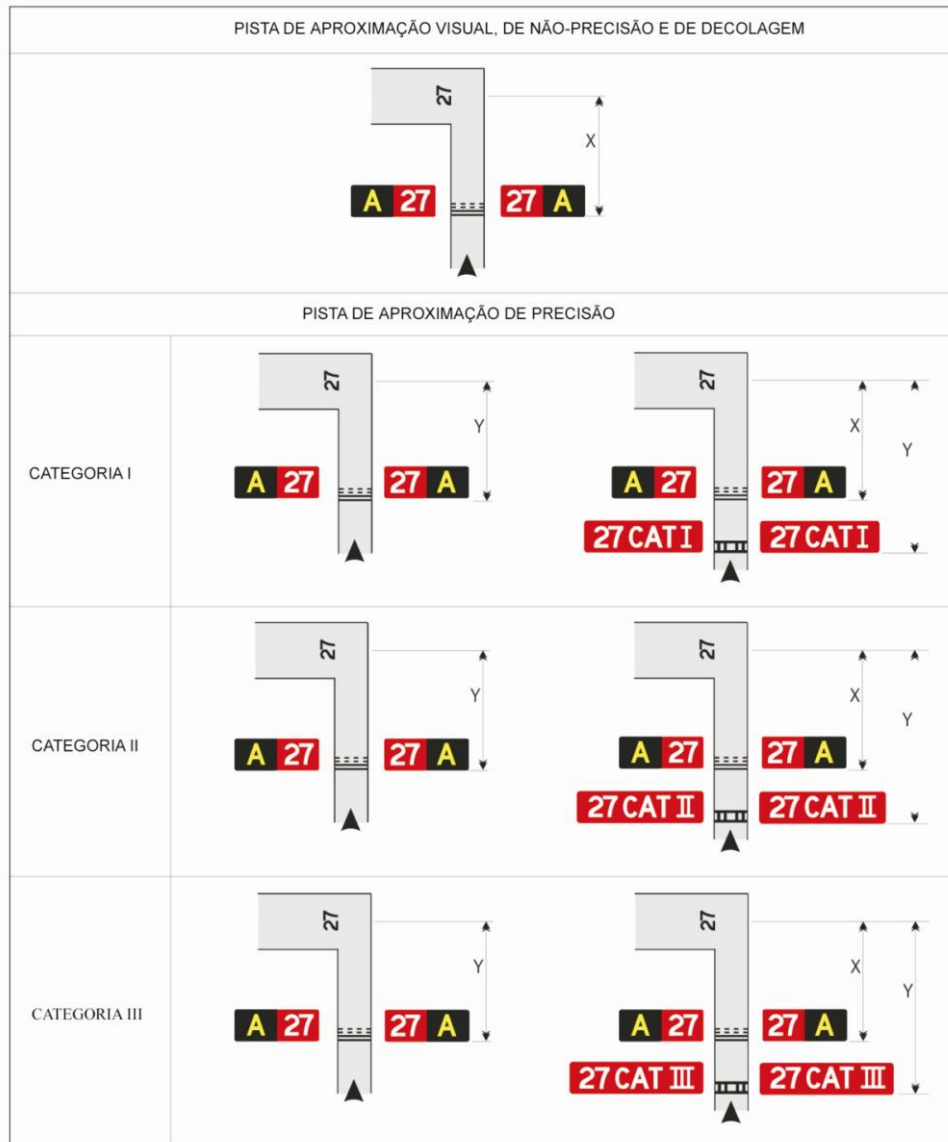 PISTA DE APROXIMAÇÃO VISUAL, DE NÃO-PRECISÃO E DE DECOLAGEM
27
X
A 27
27 A
PISTA DE APROXIMAÇÃO DE PRECISÃO
CATEGORIA I
27
Y
A 27
27 A
27
X
Y
A 27
27 A
27 CAT I
27 CAT I
CATEGORIA II
27
Y
A 27
27 A
27
X
Y
A 27
27 A
27 CAT II
27 CAT II
CATEGORIA III
27
Y
A 27
27 A
27
X
Y
A 27
27 A
27 CAT III
27 CAT III